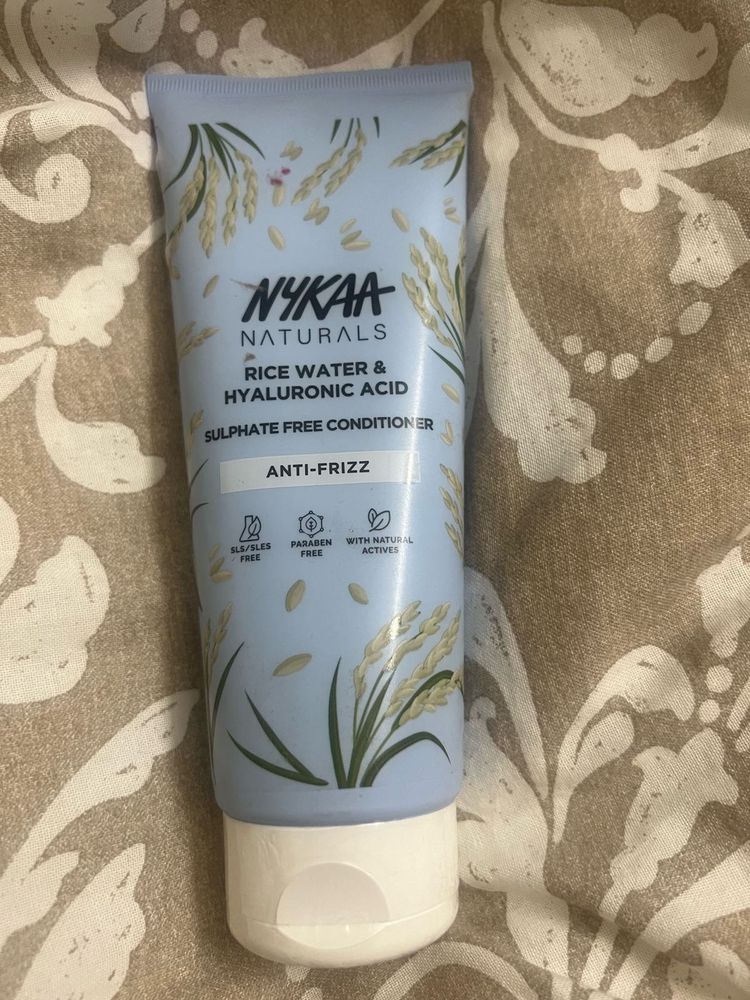 NYKAA
NATURALS
RICE WATER &
HYALURONIC ACID
SULPHATE FREE CONDITIONER
ANTI-FRIZZ
SLS/SLES
FREE
PARABEN
FREE
WITH NATURAL
ACTIVES